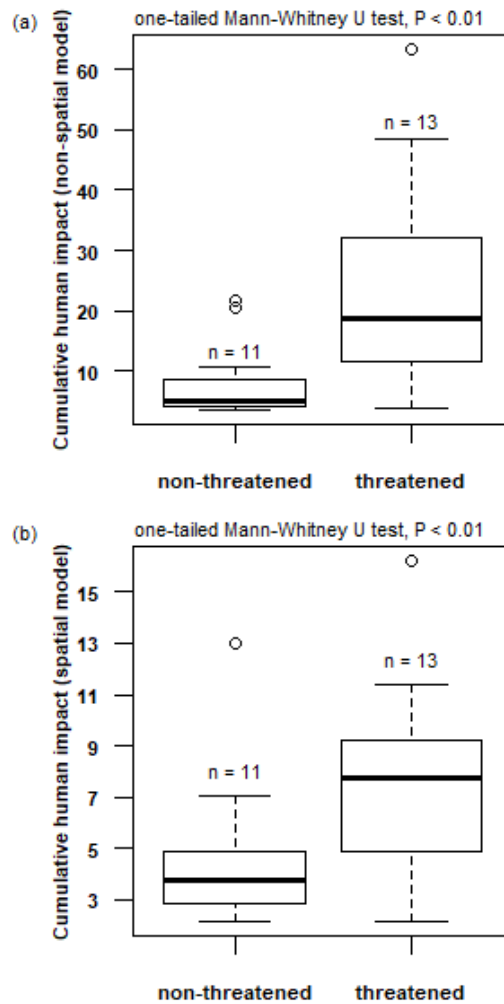 (a)
one-tailed Mann-Whitney U test, P < 0.01
Cumulative human impact (non-spatial model)
60
50
40
30
20
10
n = 13
n = 11
non-threatened
threatened
(b)
one-tailed Mann-Whitney U test, P < 0.01
Cumulative human impact (spatial model)
15
13
11
9
7
5
3
n = 13
n = 11
non-threatened
threatened